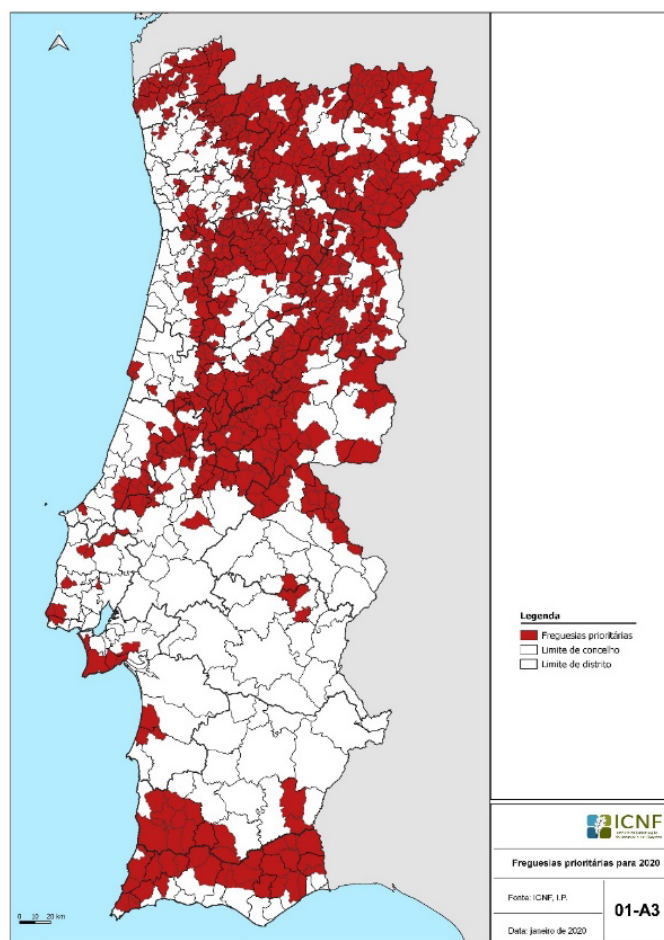 0 10 20 km
Legenda
Freguesias prioritárias
Limite de concelho
Limite de distrito
ICNF
Freguesias prioritárias para 2020
Fonte: ICNF, I.P.
Data: janeiro de 2020
01-A3